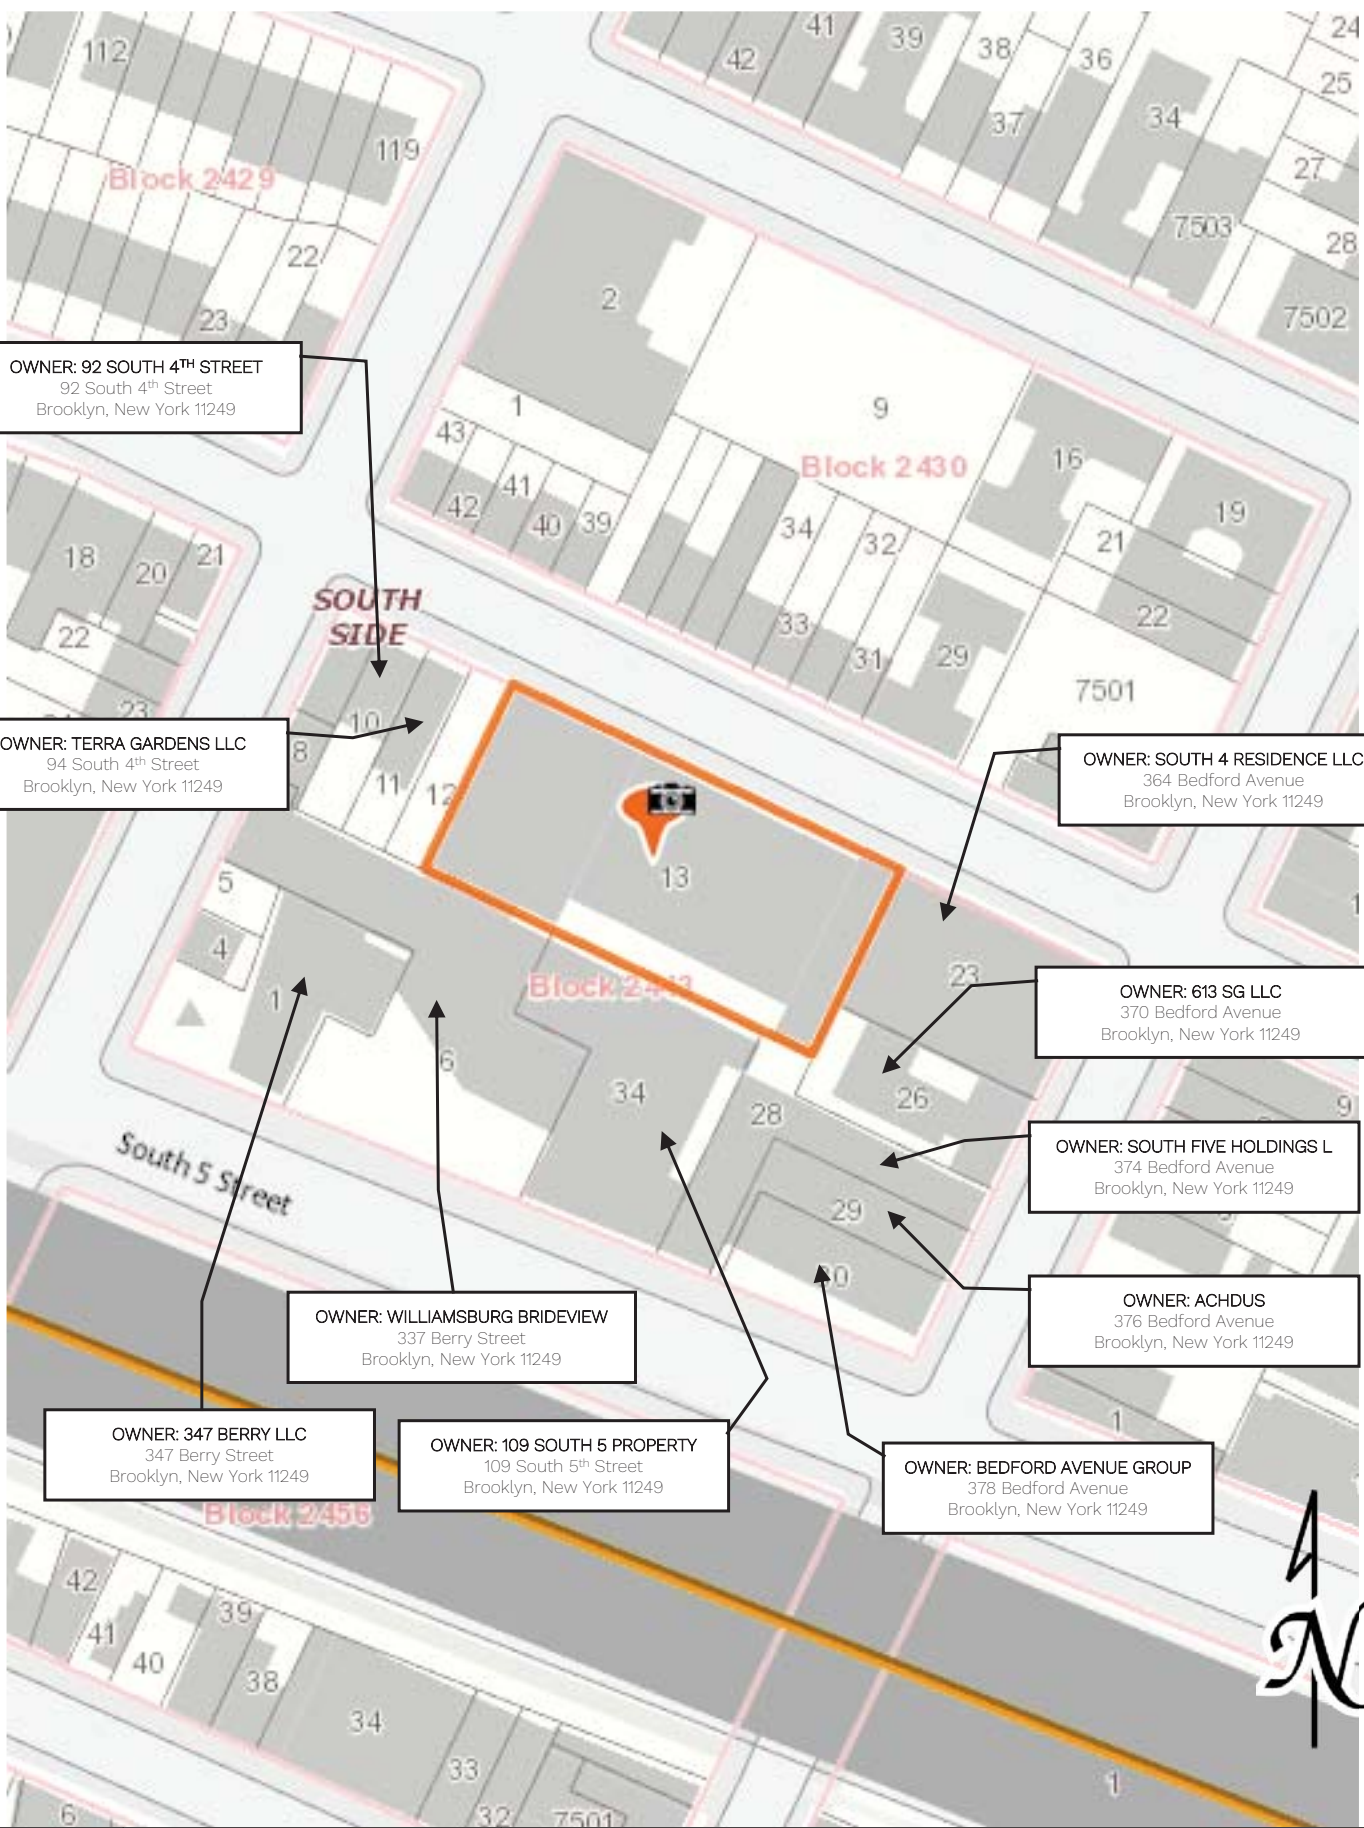 41
39
38
36
24
112
42
25
37
34
119
Block 2429
27
7503
22
28
2
23
7502
OWNER: 92 SOUTH 4TH STREET
92 South 4th Street
Brooklyn, New York 11249
1
9
43
Block 2430
16
41
42
40
39
34
32
19
21
18
20
21
SOUTH
SIDE
22
33
31
29
22
7501
23
10
OWNER: TERRA GARDENS LLC
94 South 4th Street
Brooklyn, New York 11249
8
11
12
OWNER: SOUTH 4 RESIDENCE LLC
364 Bedford Avenue
Brooklyn, New York 11249
13
5
4
1
Block 2443
23
OWNER: 613 SG LLC
370 Bedford Avenue
Brooklyn, New York 11249
6
34
28
26
9
South 5 Street
OWNER: SOUTH FIVE HOLDINGS L
374 Bedford Avenue
Brooklyn, New York 11249
29
OWNER: ACHDUS
376 Bedford Avenue
Brooklyn, New York 11249
OWNER: WILLIAMSBURG BRIDEVIEW
337 Berry Street
Brooklyn, New York 11249
OWNER: 347 BERRY LLC
347 Berry Street
Brooklyn, New York 11249
OWNER: 109 SOUTH 5 PROPERTY
109 South 5th Street
Brooklyn, New York 11249
1
OWNER: BEDFORD AVENUE GROUP
378 Bedford Avenue
Brooklyn, New York 11249
Block 2456
42
41
40
39
38
34
33
32
7501
6
1
N